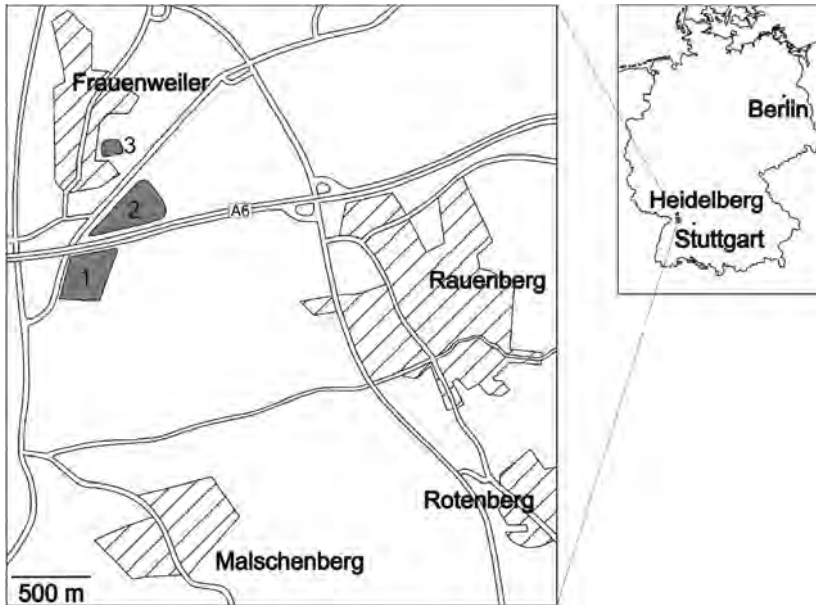 Frauenweiler
3
2
A6
1
Rauenberg
Rotenberg
Malschenberg
500 m
Berlin
Heidelberg
Stuttgart